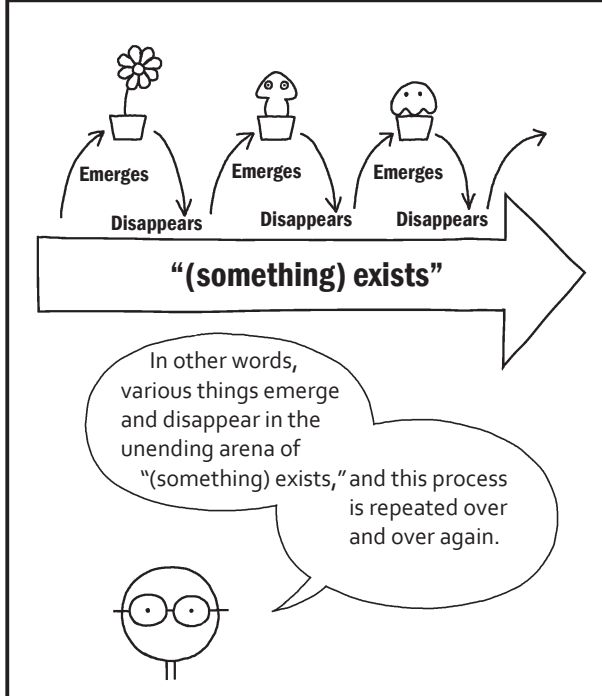 Emerges
Disappears
Emerges
Disappears
Emerges
Disappears
“(something) exists”
In other words,
various things emerge
and disappear in the
unending arena of
“(something) exists,” and this process
is repeated over
and over again.